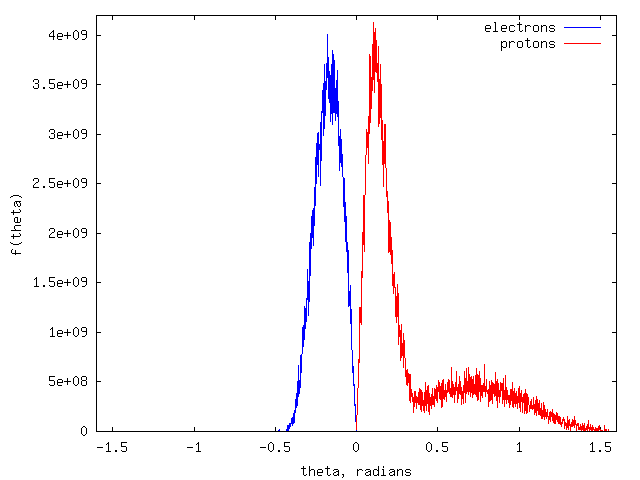 electrons
protons
4e+09
3.5e+09
3e+09
2.5e+09
2e+09
1.5e+09
1e+09
5e+08
0
f(theta)
-1.5 -1 -0.5 0 0.5 1 1.5
theta, radians